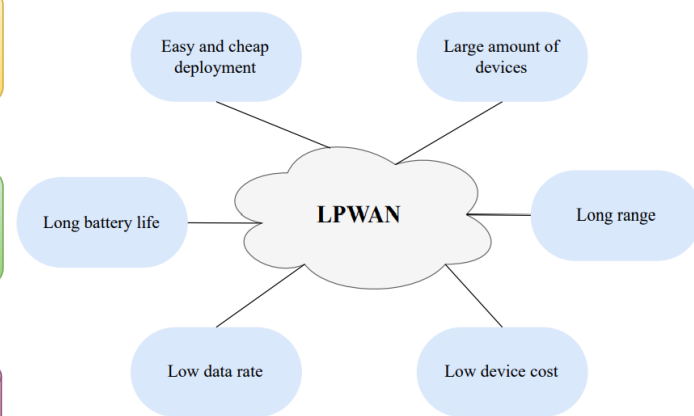 Easy and cheap
deployment
Large amount of
devices
Long battery life
LPWAN
Long range
Low data rate
Low device cost